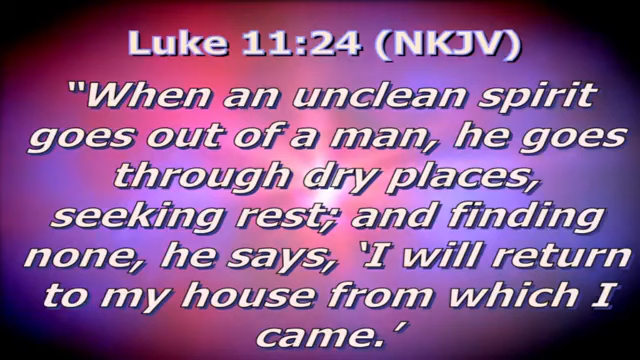 Luke 11:24 (NKJV)
“When an unclean spirit
goes out of a man, he goes
through dry places,
seeking rest; and finding
none, he says, ‘I will return
to my house from which I
came.’